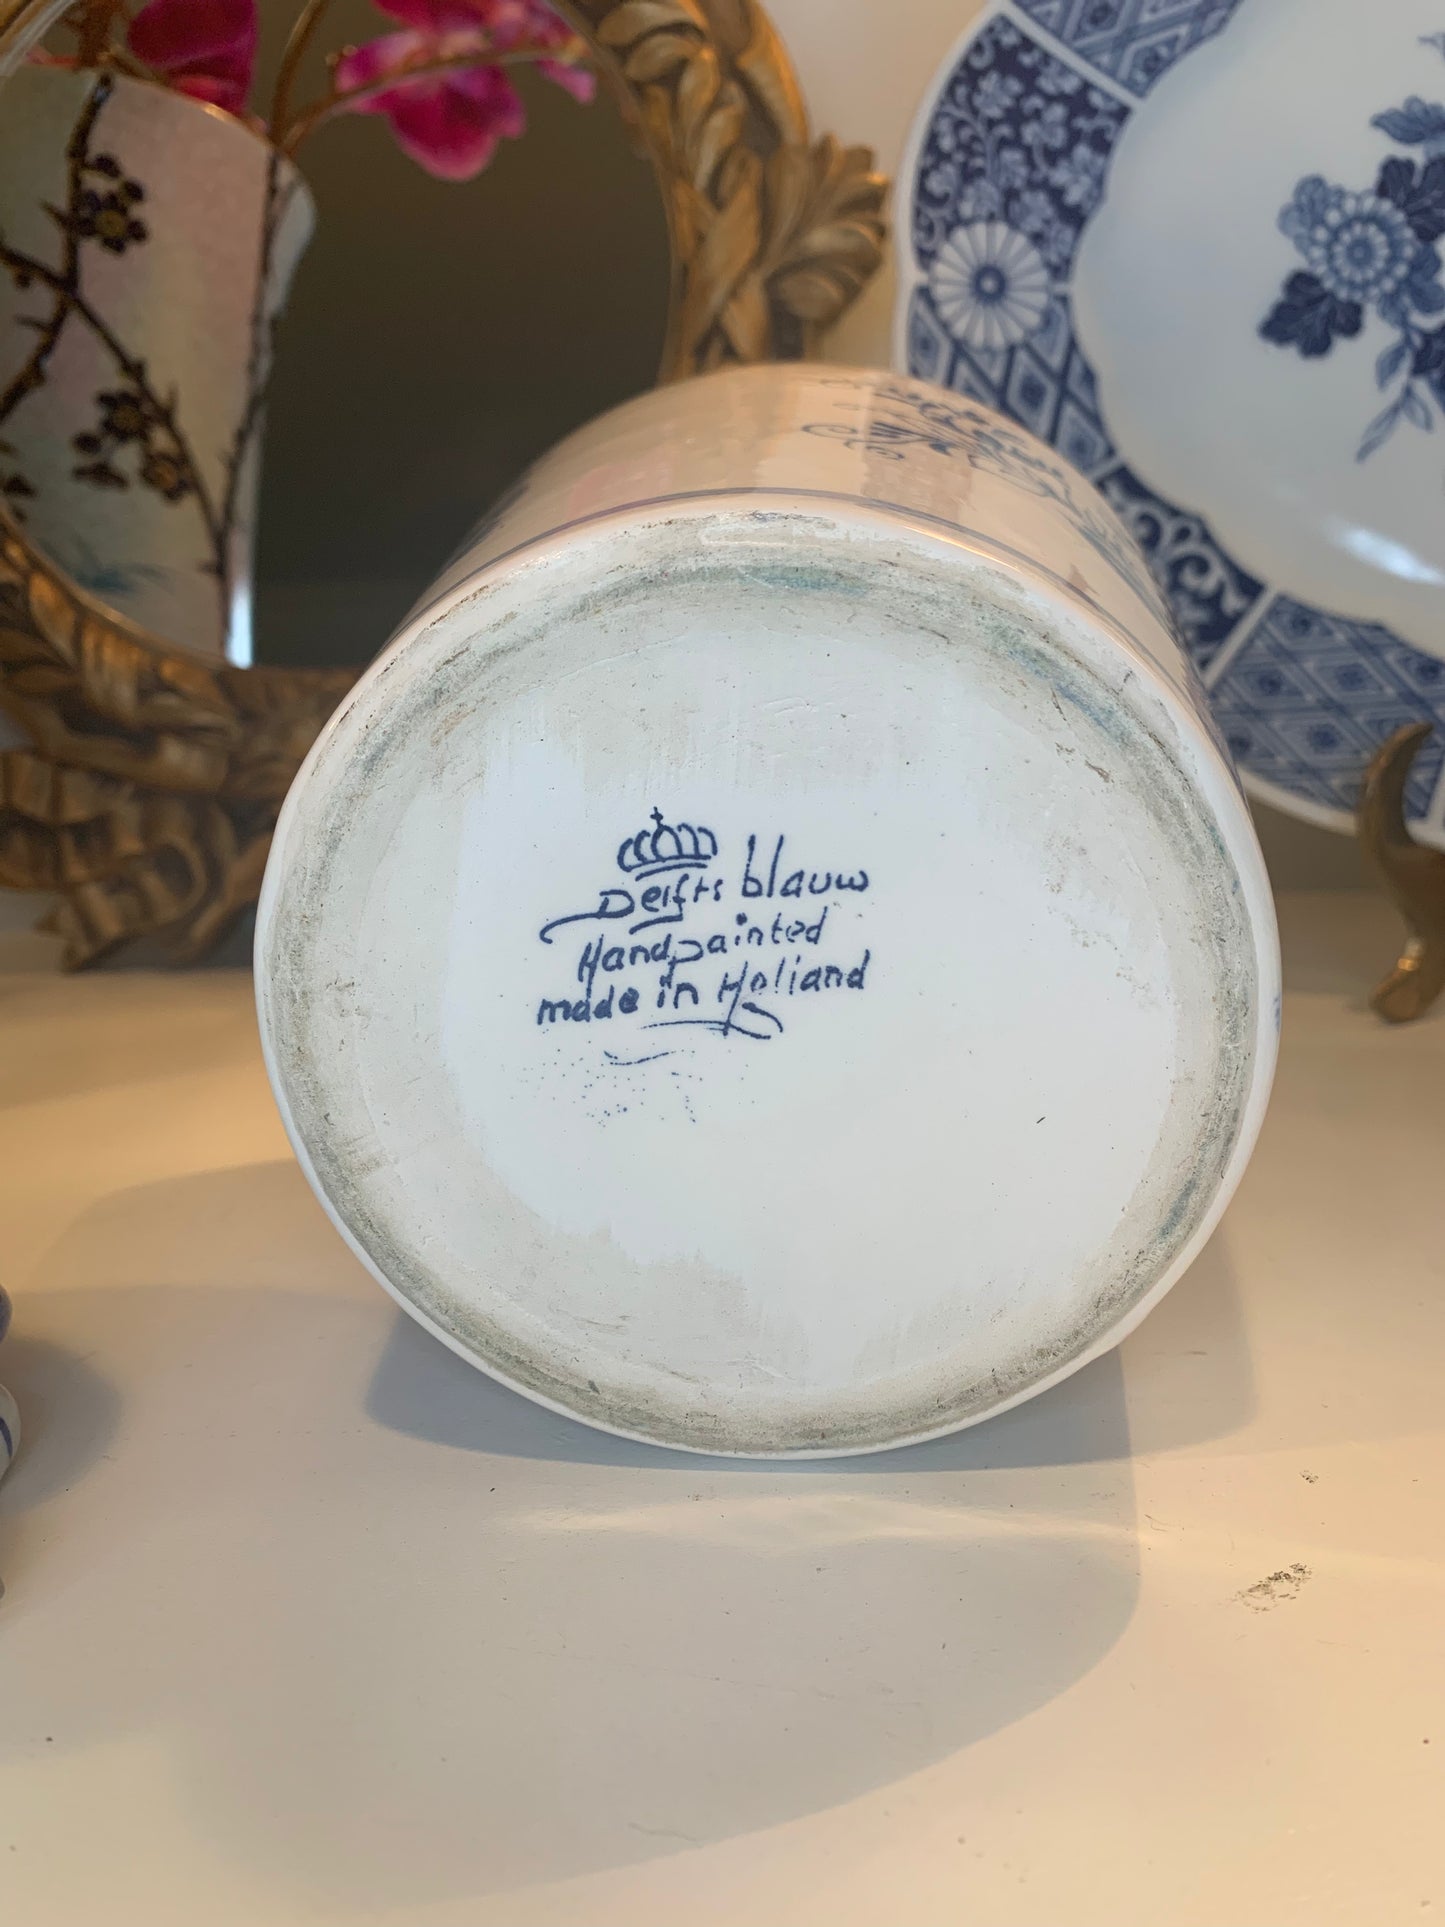 Delfts blauw
Handpainted
made in Holland